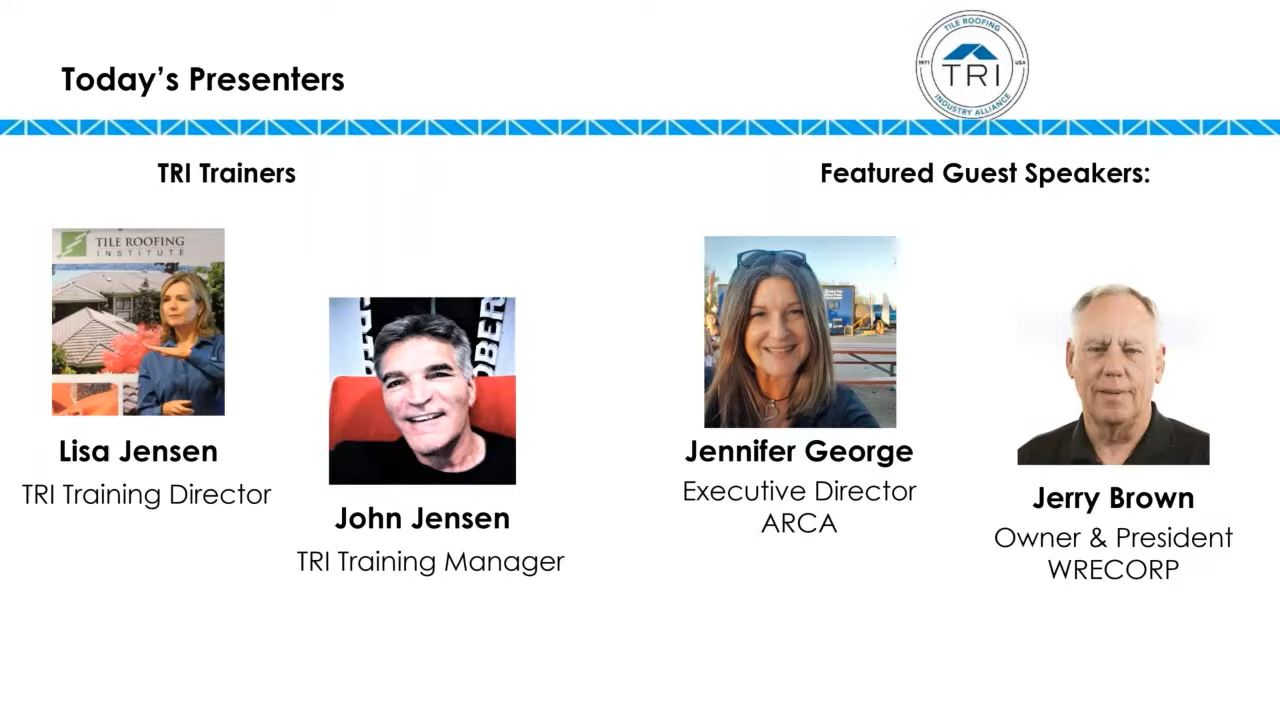 Today's Presenters
TILE ROOFING
1971
TRI
USA
INDUSTRY ALLIANCE
TRI Trainers
Featured Guest Speakers:
TILE ROOFING
INSTITUTE
OBER
Lisa Jensen
TRI Training Director
John Jensen
TRI Training Manager
Jennifer George
Executive Director
ARCA
Jerry Brown
Owner & President
WRECORP